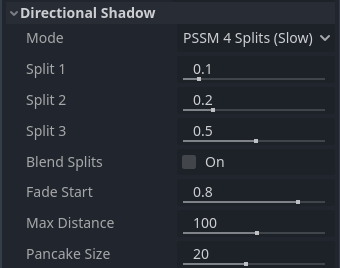 Directional Shadow
Mode PSSM 4 Splits (Slow)
Split 1 0.1
Split 2 0.2
Split 3 0.5
Blend Splits On
Fade Start 0.8
Max Distance 100
Pancake Size 20